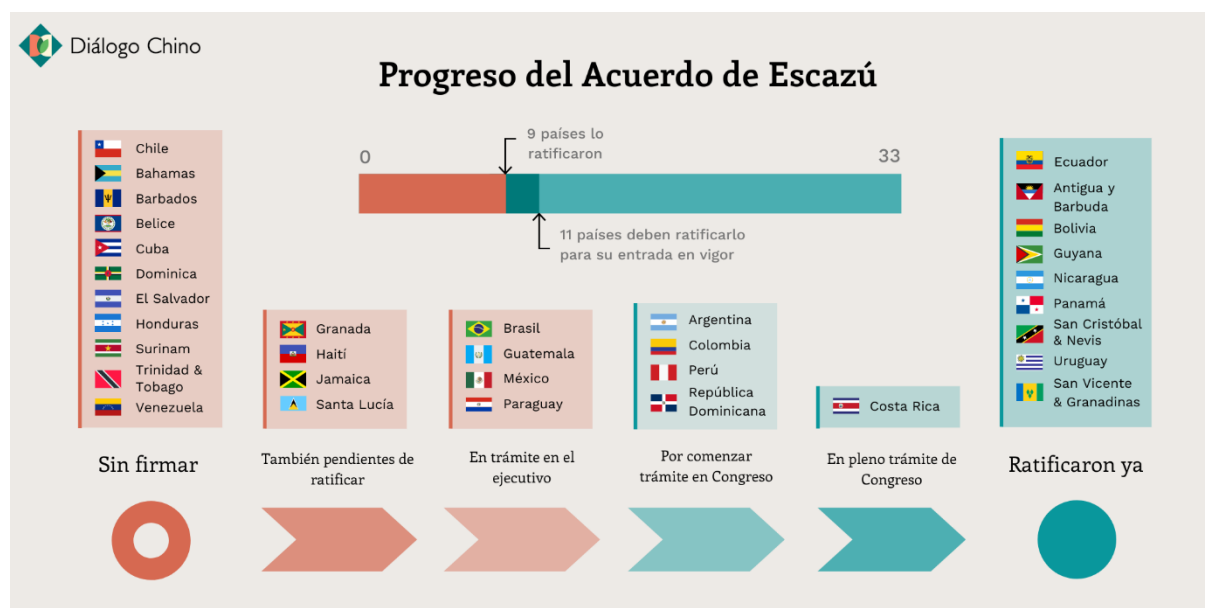 Diálogo Chino
Progreso del Acuerdo de Escazú
0
9 países lo
ratificaron
33
11 países deben ratificarlo
para su entrada en vigor
Chile
Bahamas
Barbados
Belice
Cuba
Dominica
El Salvador
Honduras
Surinam
Trinidad &
Tobago
Venezuela
Sin firmar
Granada
Haití
Jamaica
Santa Lucía
También pendientes de
ratificar
Brasil
Guatemala
México
Paraguay
En trámite en el
ejecutivo
Argentina
Colombia
Perú
República
Dominicana
Por comenzar
trámite en Congreso
Costa Rica
En pleno trámite de
Congreso
Ecuador
Antigua y
Barbuda
Bolivia
Guyana
Nicaragua
Panamá
San Cristóbal
& Nevis
Uruguay
San Vicente
& Granadinas
Ratificaron ya